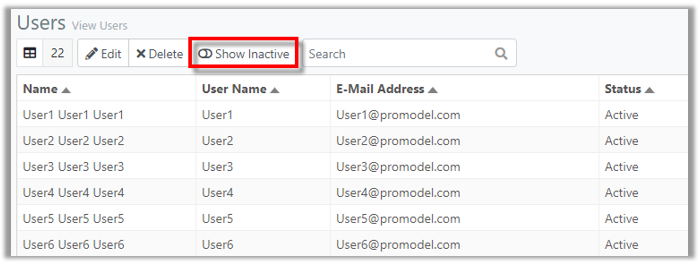 Users View Users
22 Edit Delete Show Inactive Search
Name User Name E-Mail Address Status
User1 User1 User1 User1 User1@promodel.com Active
User2 User2 User2 User2 User2@promodel.com Active
User3 User3 User3 User3 User3@promodel.com Active
User4 User4 User4 User4 User4@promodel.com Active
User5 User5 User5 User5 User5@promodel.com Active
User6 User6 User6 User6 User6@promodel.com Active